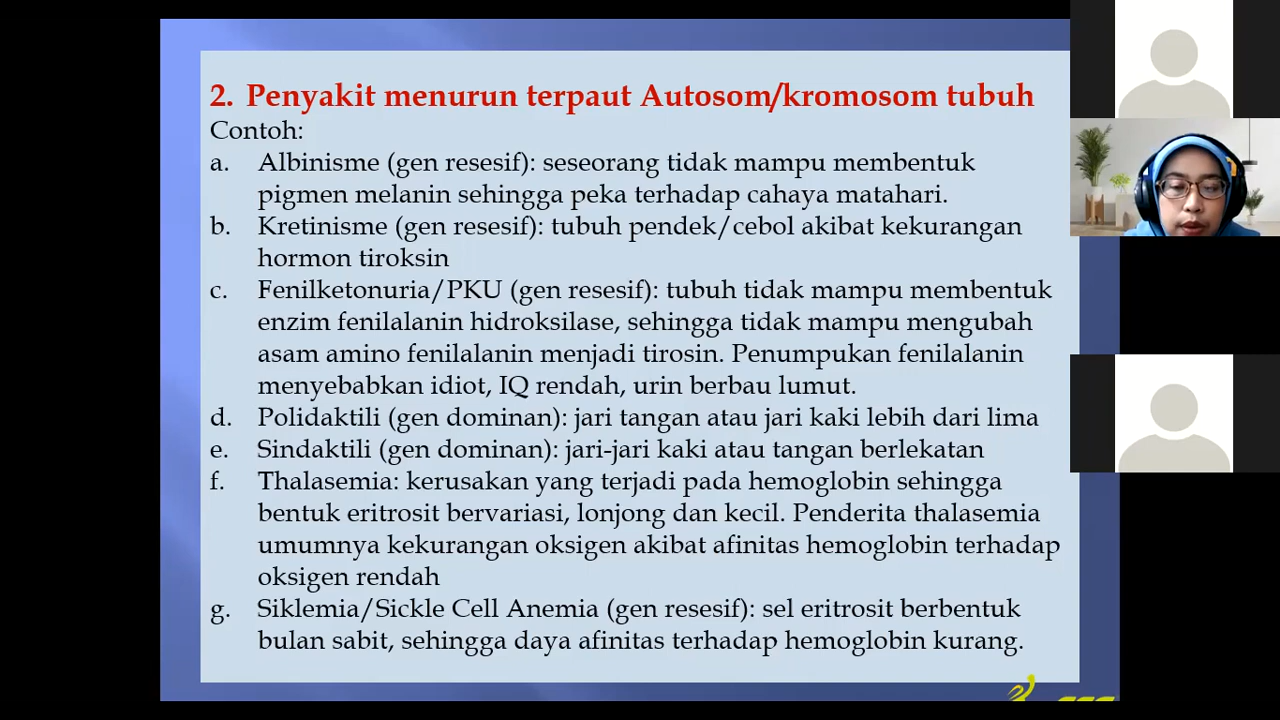 2. Penyakit menurun terpaut Autosom/kromosom tubuh
Contoh:
a. Albinisme (gen resesif): seseorang tidak mampu membentuk
pigmen melanin sehingga peka terhadap cahaya matahari.
b. Kretinisme (gen resesif): tubuh pendek/cebol akibat kekurangan
hormon tiroksin
c. Fenilketonuria/PKU (gen resesif): tubuh tidak mampu membentuk
enzim fenilalanin hidroksilase, sehingga tidak mampu mengubah
asam amino fenilalanin menjadi tirosin. Penumpukan fenilalanin
menyebabkan idiot, IQ rendah, urin berbau lumut.
d. Polidaktili (gen dominan): jari tangan atau jari kaki lebih dari lima
e. Sindaktili (gen dominan): jari-jari kaki atau tangan berlekatan
f. Thalasemia: kerusakan yang terjadi pada hemoglobin sehingga
bentuk eritrosit bervariasi, lonjong dan kecil. Penderita thalasemia
umumnya kekurangan oksigen akibat afinitas hemoglobin terhadap
oksigen rendah
g. Siklemia/Sickle Cell Anemia (gen resesif): sel eritrosit berbentuk
bulan sabit, sehingga daya afinitas terhadap hemoglobin kurang.